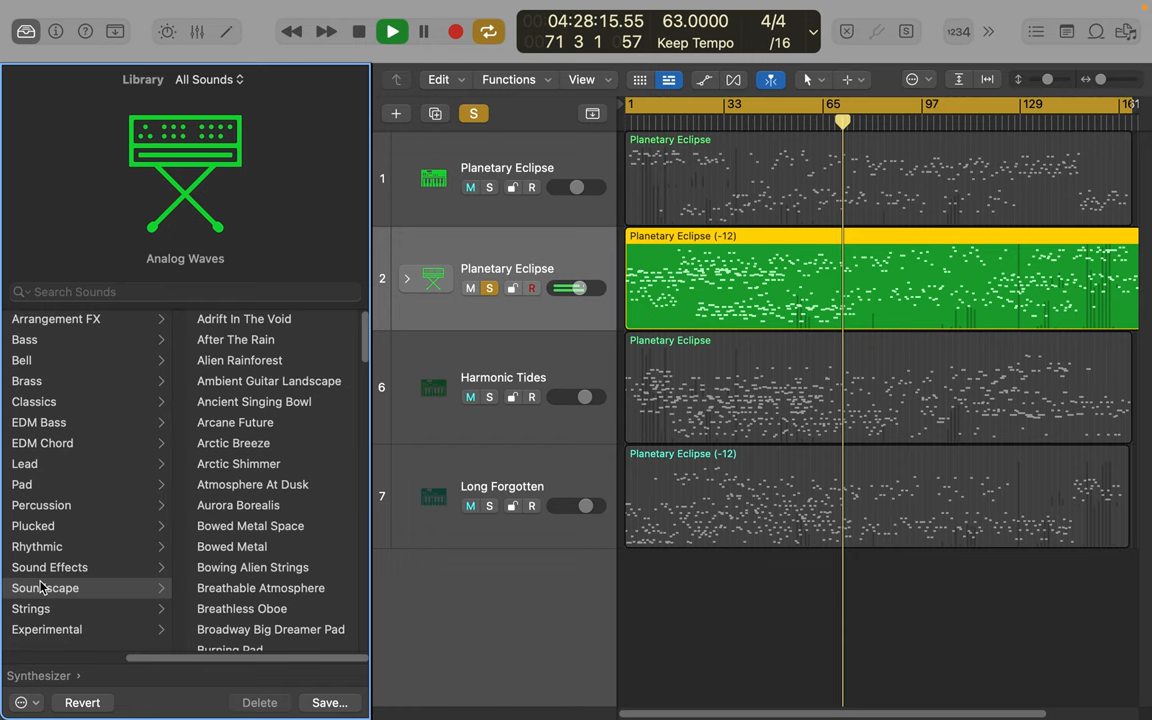 04:28:15.55 63.0000 4/4
71 3 1 057 Keep Tempo /16
1234
Library All Sounds
Edit Functions View
S
1 33 65 97 129 161
Analog Waves
Search Sounds
Arrangement FX
Bass
Bell
Brass
Classics
EDM Bass
EDM Chord
Lead
Pad
Percussion
Plucked
Rhythmic
Sound Effects
Soundscape
Strings
Experimental
Adrift In The Void
After The Rain
Alien Rainforest
Ambient Guitar Landscape
Ancient Singing Bowl
Arcane Future
Arctic Breeze
Arctic Shimmer
Atmosphere At Dusk
Aurora Borealis
Bowed Metal Space
Bowed Metal
Bowing Alien Strings
Breathable Atmosphere
Breathless Oboe
Broadway Big Dreamer Pad
Burning Pad
Synthesizer
Revert Delete Save...
1 Planetary Eclipse
M S R
2 Planetary Eclipse
M S R
6 Harmonic Tides
M S R
7 Long Forgotten
M S R
Planetary Eclipse
Planetary Eclipse (-12)
Planetary Eclipse
Planetary Eclipse (-12)